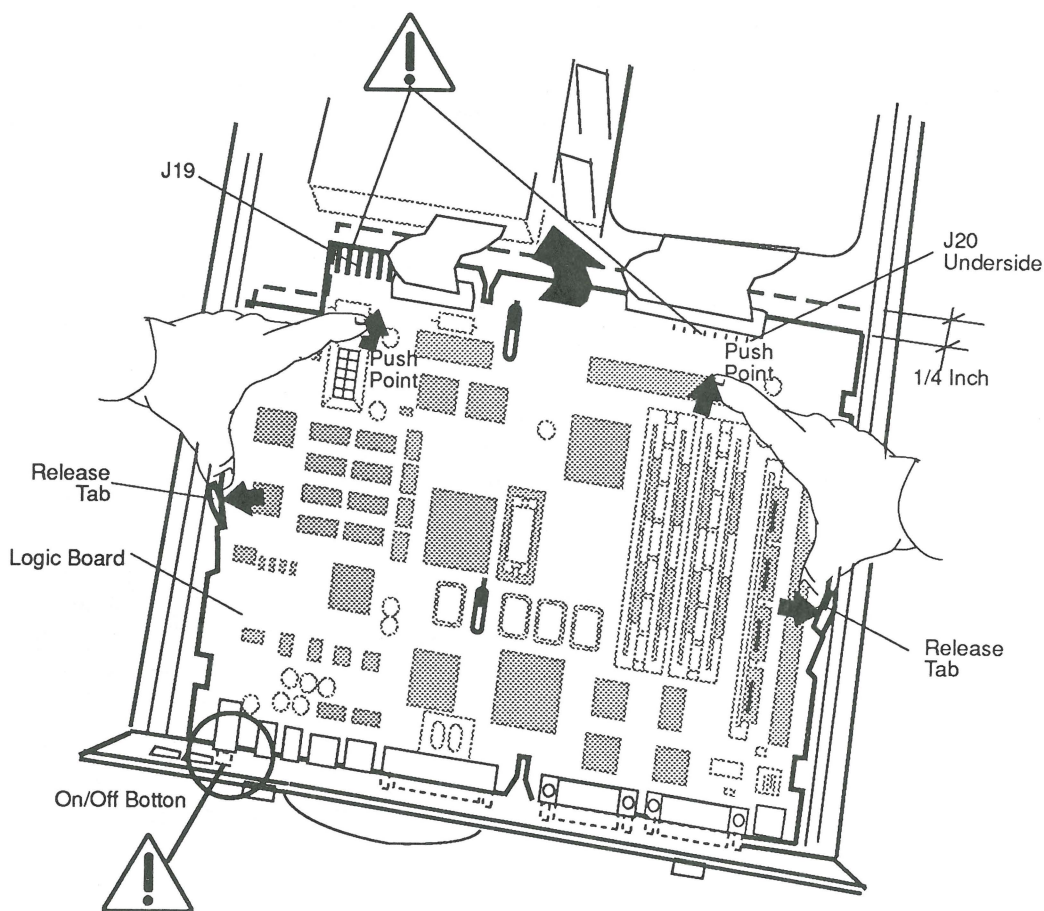 !
J19
J20
Underside
Push
Point
Push
Point
1/4 Inch
Release
Tab
Logic Board
Release
Tab
On/Off Botton
!